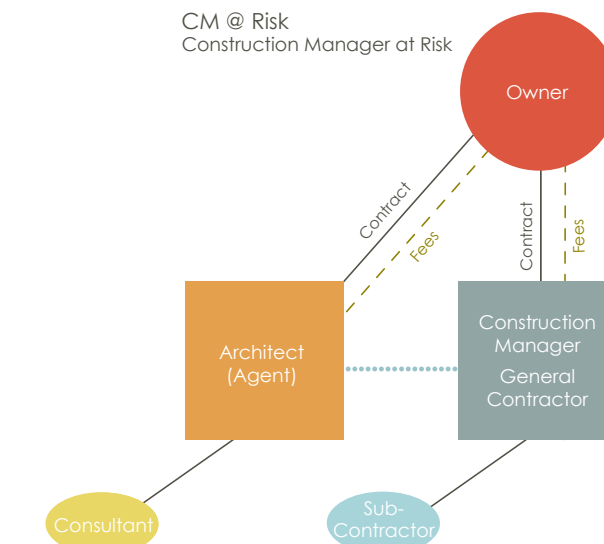 CM @ Risk
Construction Manager at Risk
Owner
Contract
Fees
Contract
Fees
Architect
(Agent)
Construction
Manager
General
Contractor
Consultant
Sub-
Contractor